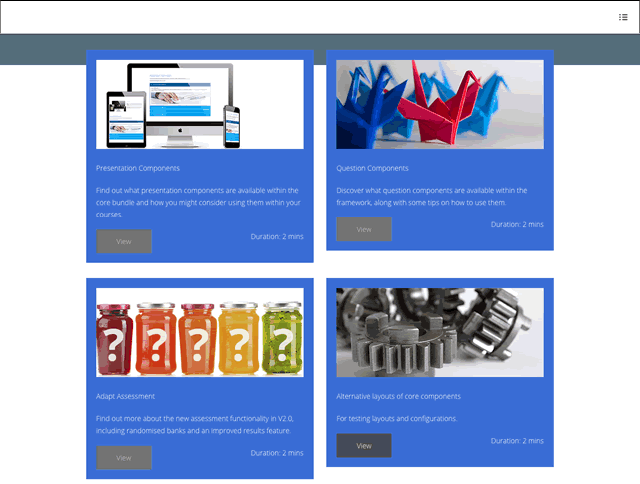 Presentation Components
Find out what presentation components are available within the
core bundle and how you might consider using them within your
courses.
View
Duration: 2 mins
Question Components
Discover what question components are available within the
framework, along with some tips on how to use them.
View
Duration: 2 mins
? ? ? ? ?
Adapt Assessment
Find out more about the new assessment functionality in V2.0,
including randomised banks and an improved results feature.
View
Duration: 2 mins
Alternative layouts of core components
For testing layouts and configurations.
View
Duration: 2 mins